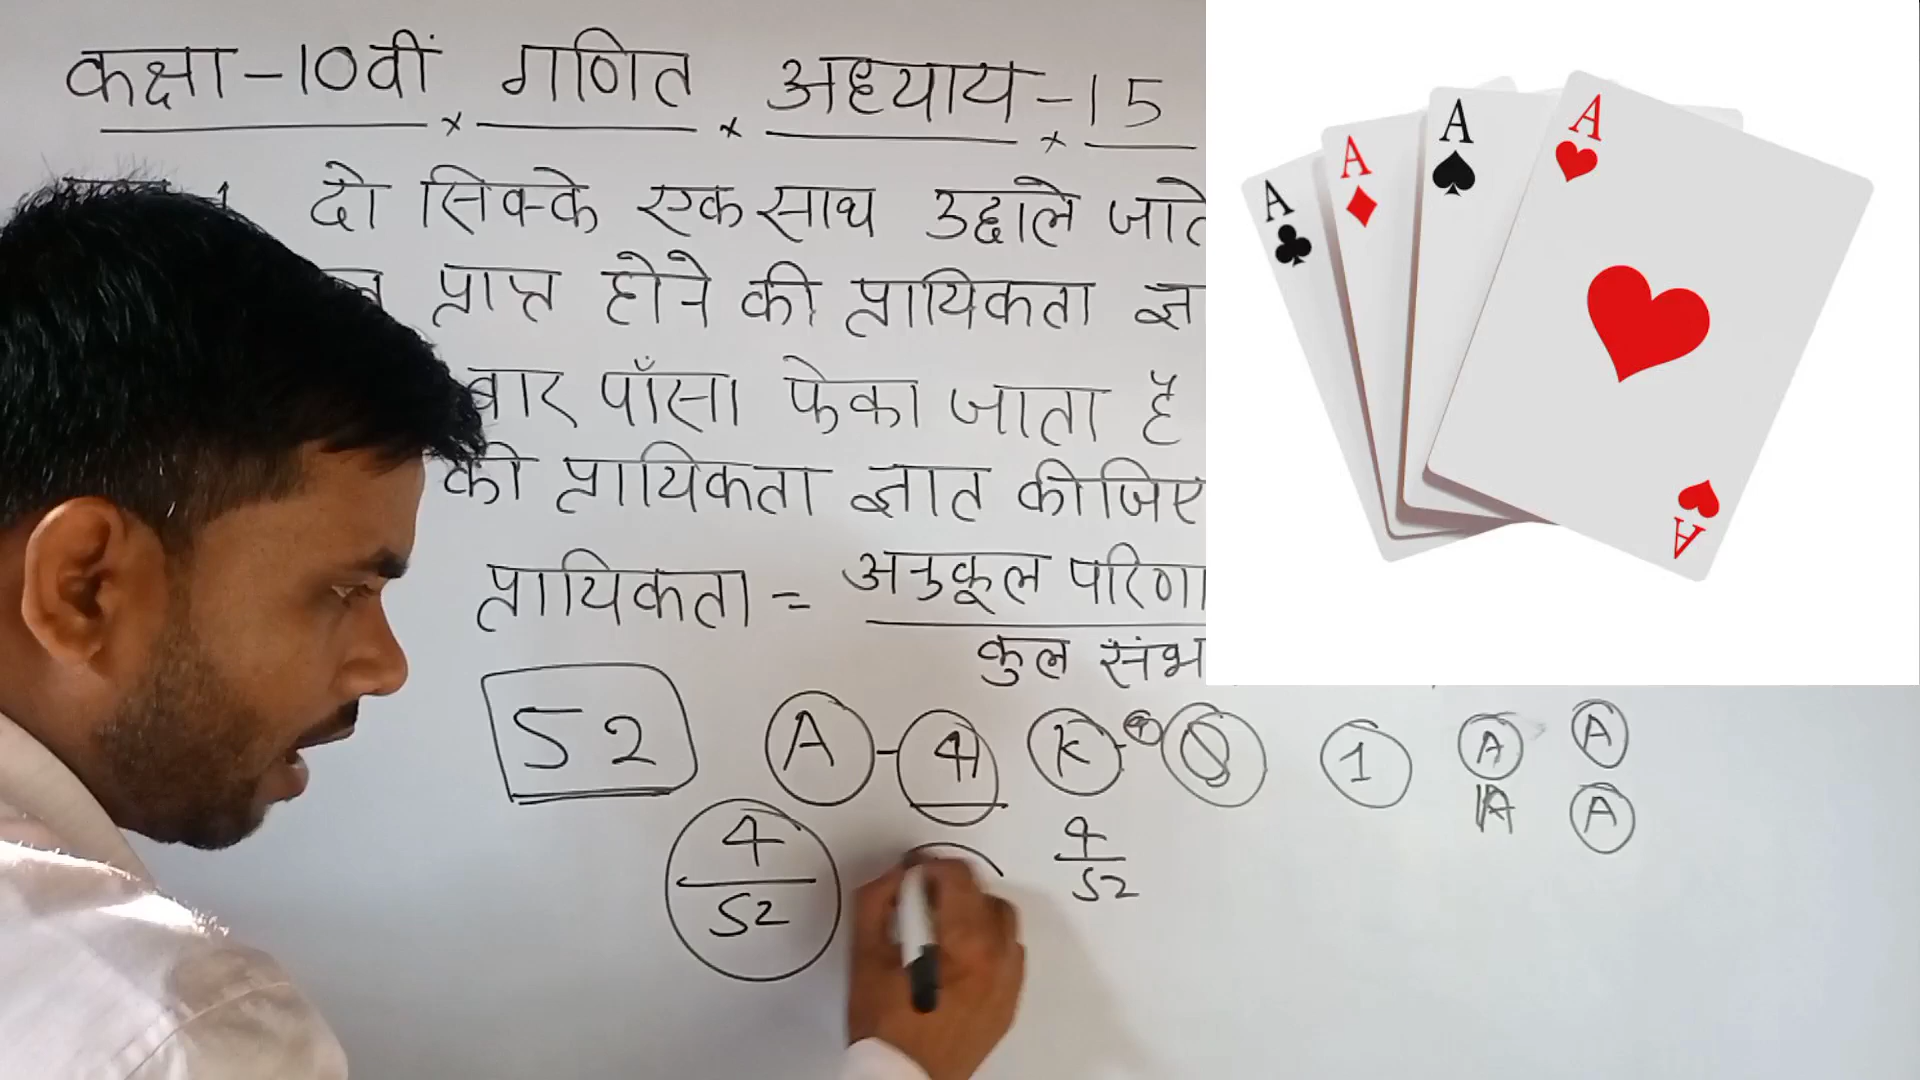 कक्षा-10वीं × गणित × अध्याय × -15
1 दो सिक्के एक साथ उछाले जाते
प्राप्त होने की प्रायिकता
बार पाँसा फेका जाता है
की प्रायिकता ज्ञात कीजिए
प्रायिकता = अनुकूल परिणा
कुल संभ
52 A - 4 K - 1 A A
A A
4/52 4/52
A A A A
A